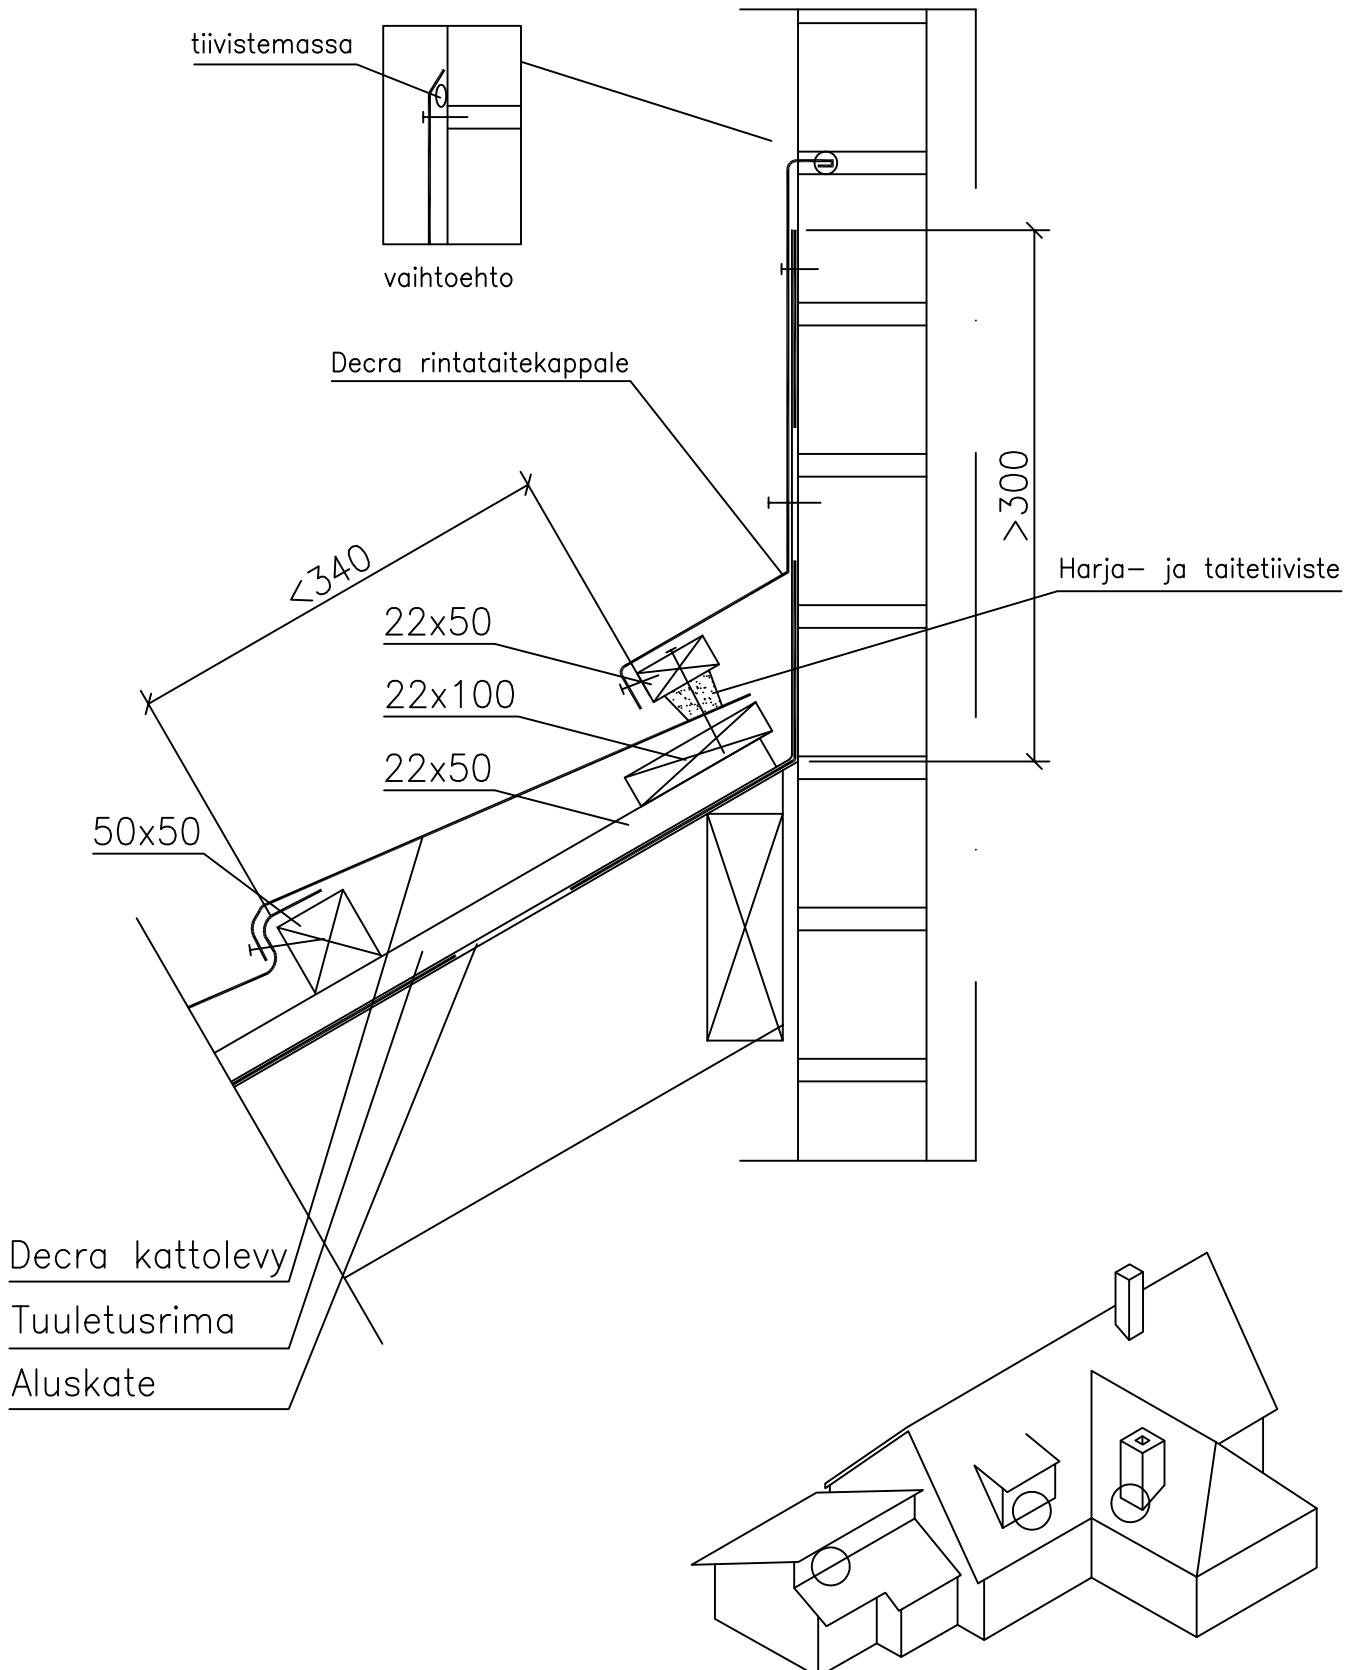 tiivistemassa
vaihtoehto
Decra rintataitekappale
>300
<340
Harja- ja taitetiiviste
22x50
22x100
22x50
50x50
Decra kattolevy
Tuuletusrima
Aluskate